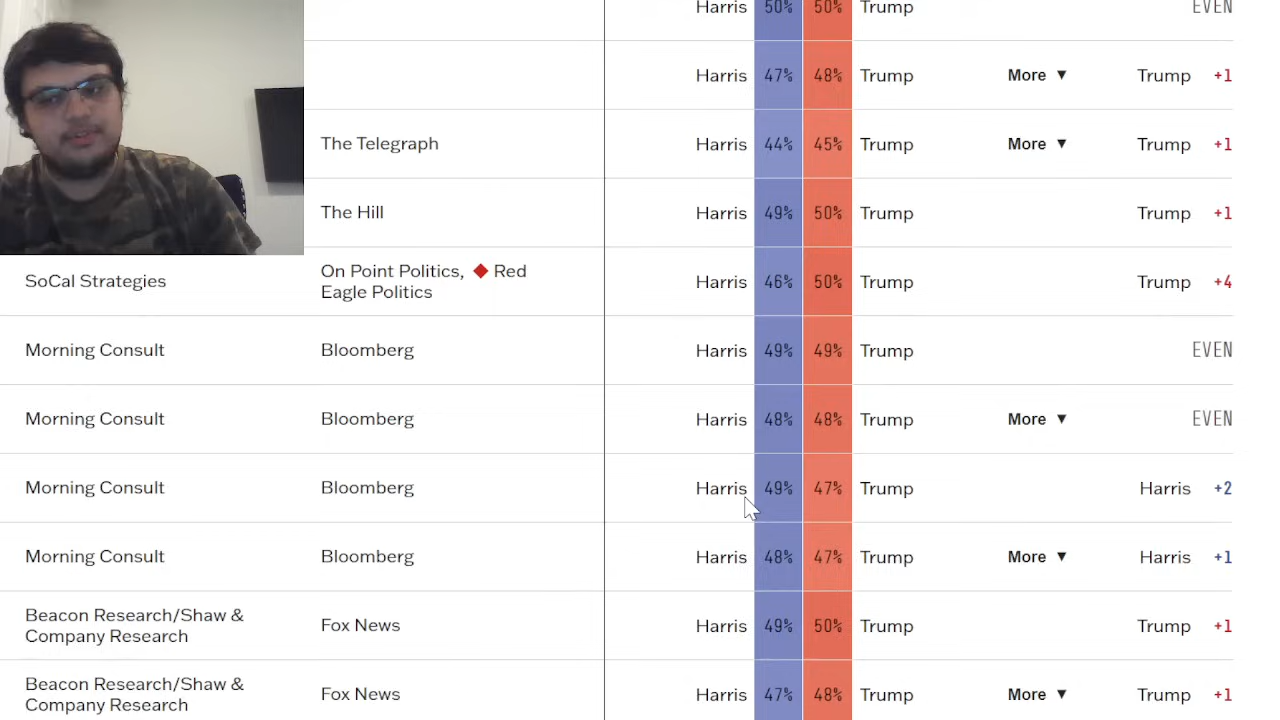 Harris 50% 50% Trump EVEN
Harris 47% 48% Trump More ▼ Trump +1
The Telegraph Harris 44% 45% Trump More ▼ Trump +1
The Hill Harris 49% 50% Trump Trump +1
SoCal Strategies On Point Politics, ◆ Red
Eagle Politics Harris 46% 50% Trump Trump +4
Morning Consult Bloomberg Harris 49% 49% Trump EVEN
Morning Consult Bloomberg Harris 48% 48% Trump More ▼ EVEN
Morning Consult Bloomberg Harris 49% 47% Trump Harris +2
Morning Consult Bloomberg Harris 48% 47% Trump More ▼ Harris +1
Beacon Research/Shaw &
Company Research Fox News Harris 49% 50% Trump Trump +1
Beacon Research/Shaw &
Company Research Fox News Harris 47% 48% Trump More ▼ Trump +1